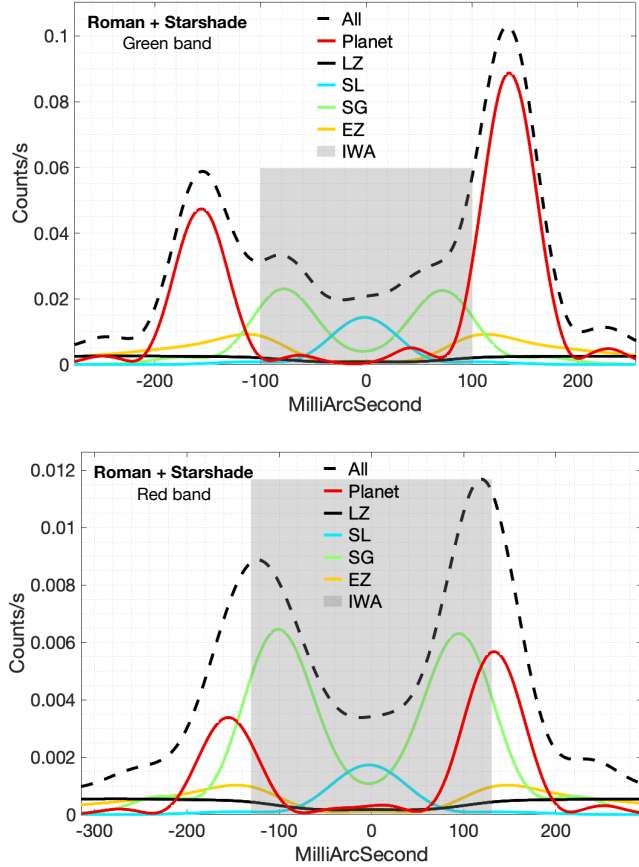 Roman + Starshade
Green band
All
Planet
LZ
SL
SG
EZ
IWA
0.1
0.08
0.06
0.04
0.02
0
Counts/s
-200
-100
0
100
200
MilliArcSecond
Roman + Starshade
Red band
All
Planet
LZ
SL
SG
EZ
IWA
0.012
0.01
0.008
0.006
0.004
0.002
0
Counts/s
-300
-200
-100
0
100
200
MilliArcSecond